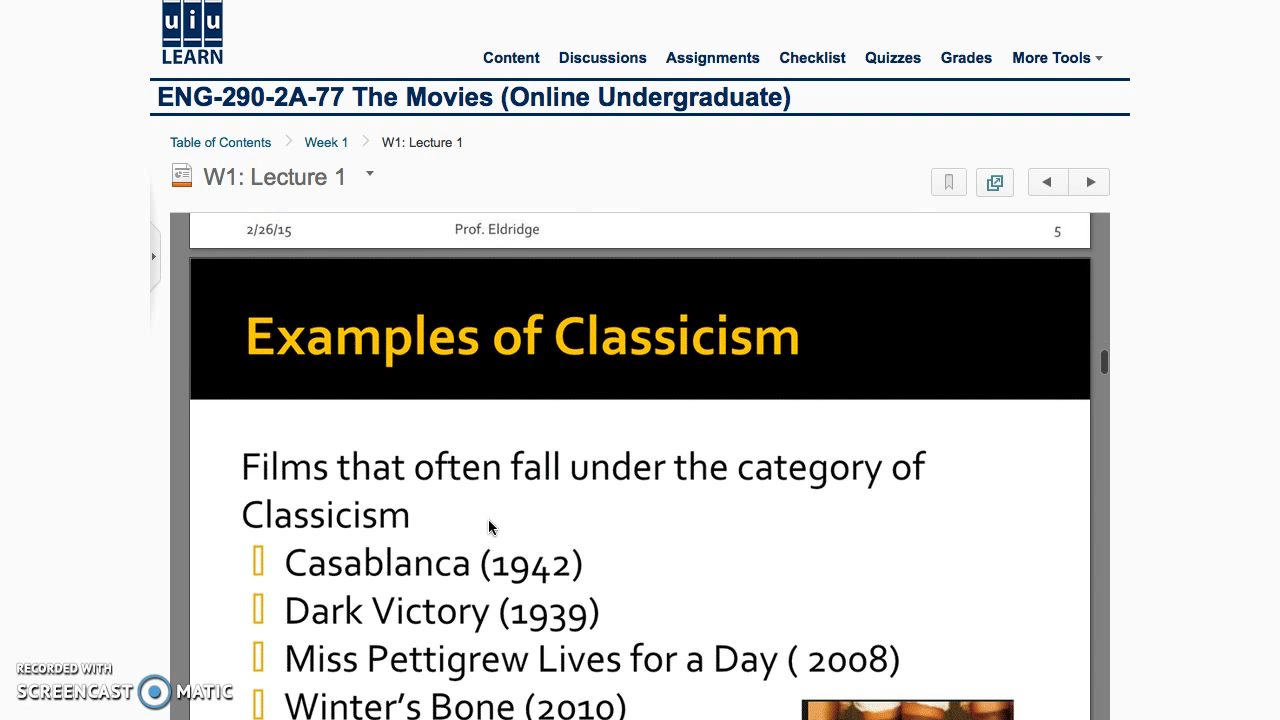 uiu
LEARN
Content Discussions Assignments Checklist Quizzes Grades More Tools
ENG-290-2A-77 The Movies (Online Undergraduate)
Table of Contents Week 1 W1: Lecture 1
W1: Lecture 1
2/26/15 Prof. Eldridge 5
Examples of Classicism
Films that often fall under the category of
Classicism
Casablanca (1942)
Dark Victory (1939)
Miss Pettigrew Lives for a Day ( 2008)
Winter's Bone (2010)
RECORDED WITH
SCREENCAST MATIC